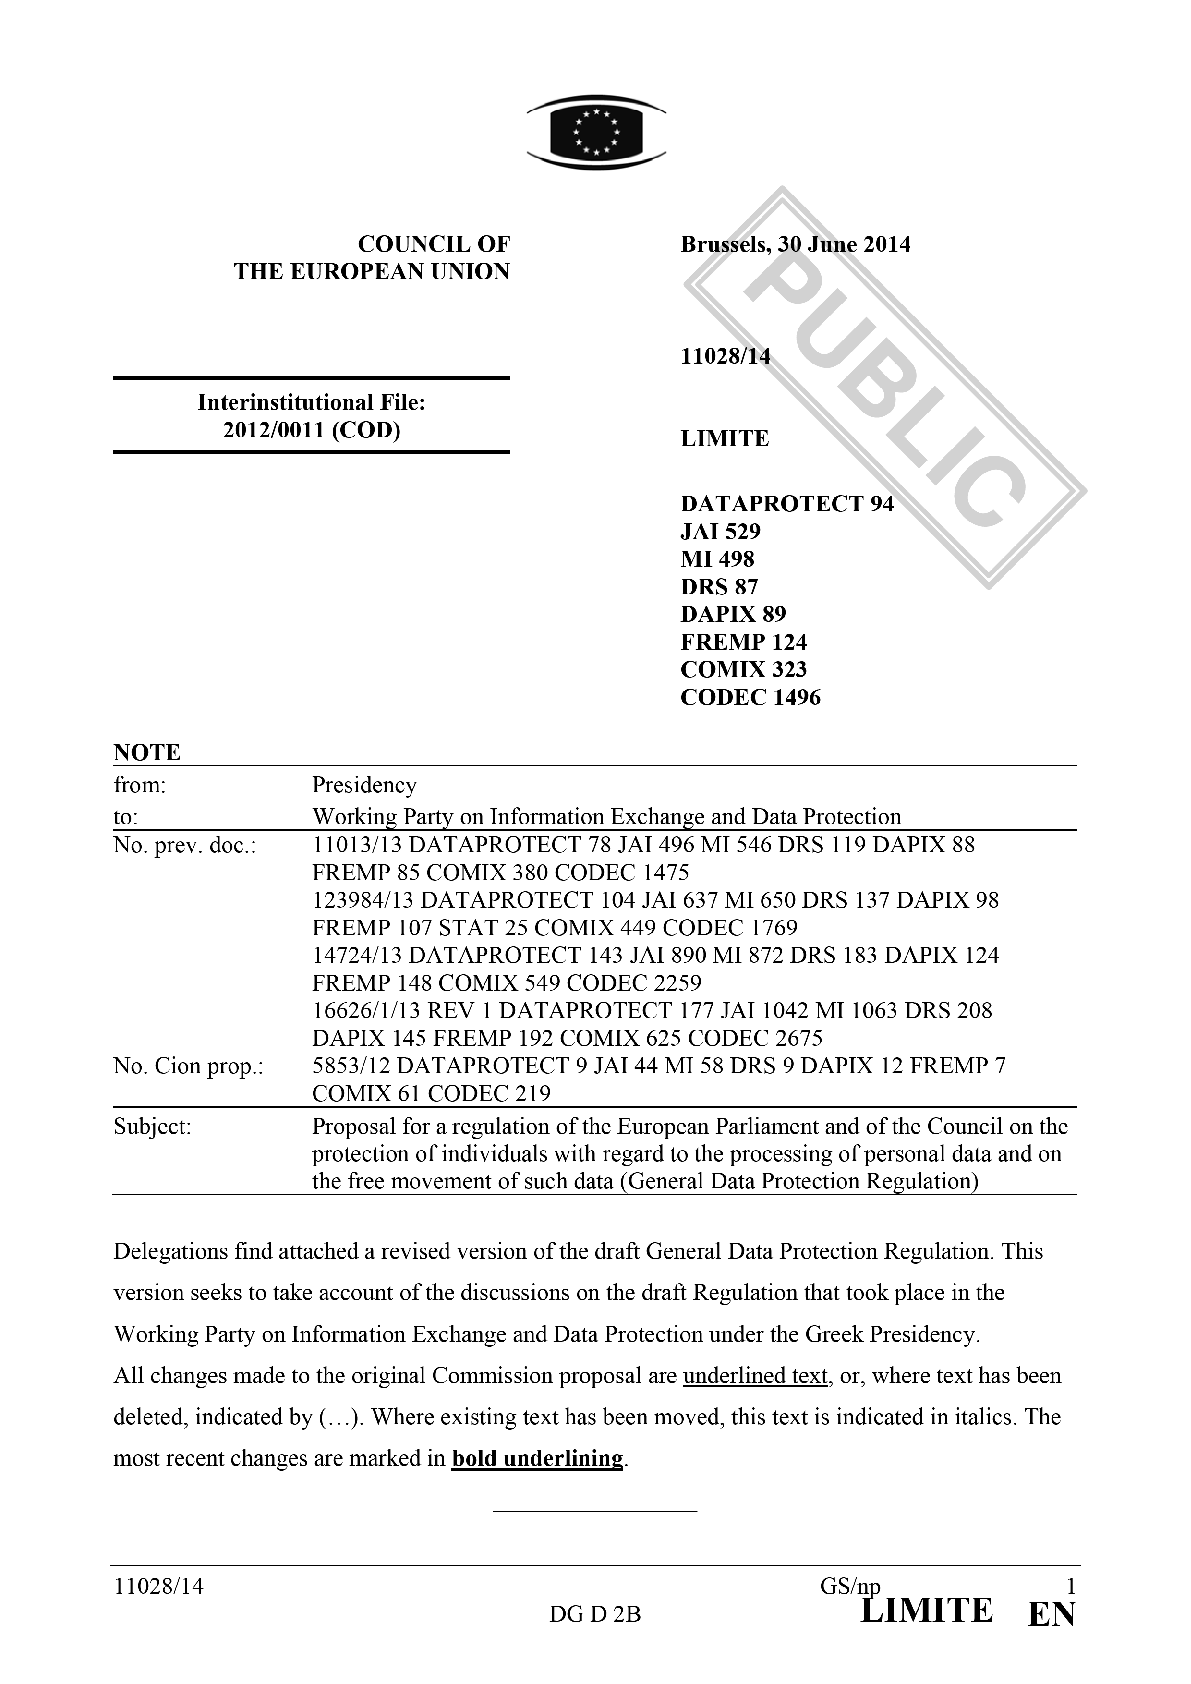 COUNCIL OF
THE EUROPEAN UNION
Brussels, 30 June 2014
11028/14
Interinstitutional File:
2012/0011 (COD)
LIMITE
PUBLIC
DATAPROTECT 94
JAI 529
MI 498
DRS 87
DAPIX 89
FREMP 124
COMIX 323
CODEC 1496
NOTE
from: Presidency
to: Working Party on Information Exchange and Data Protection
No. prev. doc.: 11013/13 DATAPROTECT 78 JAI 496 MI 546 DRS 119 DAPIX 88
FREMP 85 COMIX 380 CODEC 1475
123984/13 DATAPROTECT 104 JAI 637 MI 650 DRS 137 DAPIX 98
FREMP 107 STAT 25 COMIX 449 CODEC 1769
14724/13 DATAPROTECT 143 JAI 890 MI 872 DRS 183 DAPIX 124
FREMP 148 COMIX 549 CODEC 2259
16626/1/13 REV 1 DATAPROTECT 177 JAI 1042 MI 1063 DRS 208
DAPIX 145 FREMP 192 COMIX 625 CODEC 2675
No. Cion prop.: 5853/12 DATAPROTECT 9 JAI 44 MI 58 DRS 9 DAPIX 12 FREMP 7
COMIX 61 CODEC 219
Subject: Proposal for a regulation of the European Parliament and of the Council on the
protection of individuals with regard to the processing of personal data and on
the free movement of such data (General Data Protection Regulation)
Delegations find attached a revised version of the draft General Data Protection Regulation. This
version seeks to take account of the discussions on the draft Regulation that took place in the
Working Party on Information Exchange and Data Protection under the Greek Presidency.
All changes made to the original Commission proposal are underlined text, or, where text has been
deleted, indicated by (…). Where existing text has been moved, this text is indicated in italics. The
most recent changes are marked in bold underlining.
11028/14 GS/np 1
DG D 2B LIMITE EN